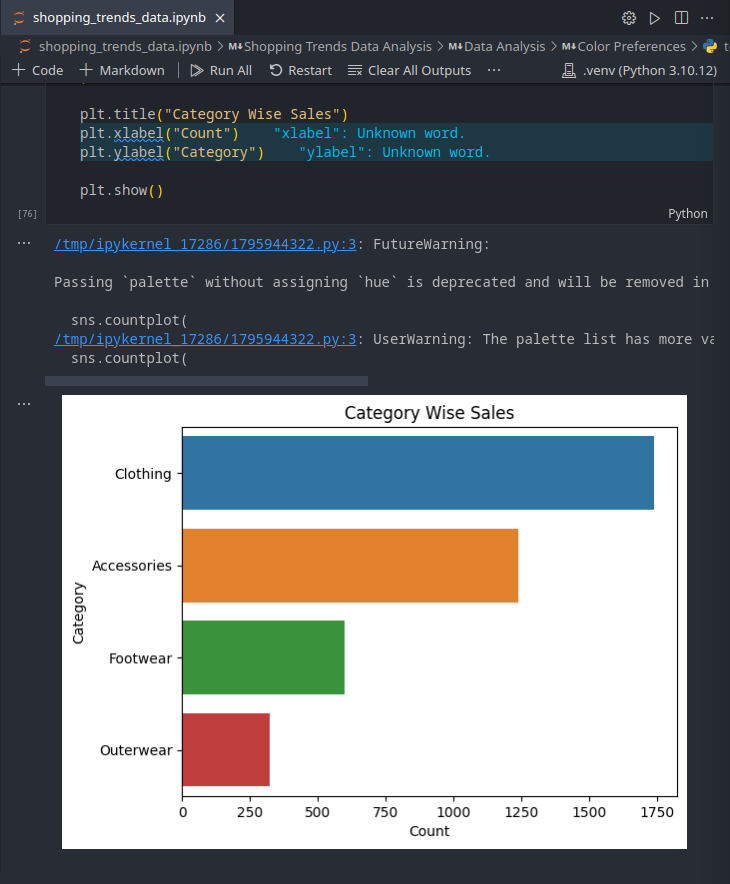 shopping_trends_data.ipynb
shopping_trends_data.ipynb > M↓Shopping Trends Data Analysis > M↓Data Analysis > M↓Color Preferences >
+ Code + Markdown | Run All Restart Clear All Outputs ... .venv (Python 3.10.12)
plt.title("Category Wise Sales")
plt.xlabel("Count") "xlabel": Unknown word.
plt.ylabel("Category") "ylabel": Unknown word.
plt.show()
[76] Python
/tmp/ipykernel_17286/1795944322.py:3: FutureWarning:
Passing `palette` without assigning `hue` is deprecated and will be removed in
sns.countplot(
/tmp/ipykernel_17286/1795944322.py:3: UserWarning: The palette list has more va
sns.countplot(
Category Wise Sales
Clothing
Accessories
Footwear
Outerwear
Category
0 250 500 750 1000 1250 1500 1750
Count